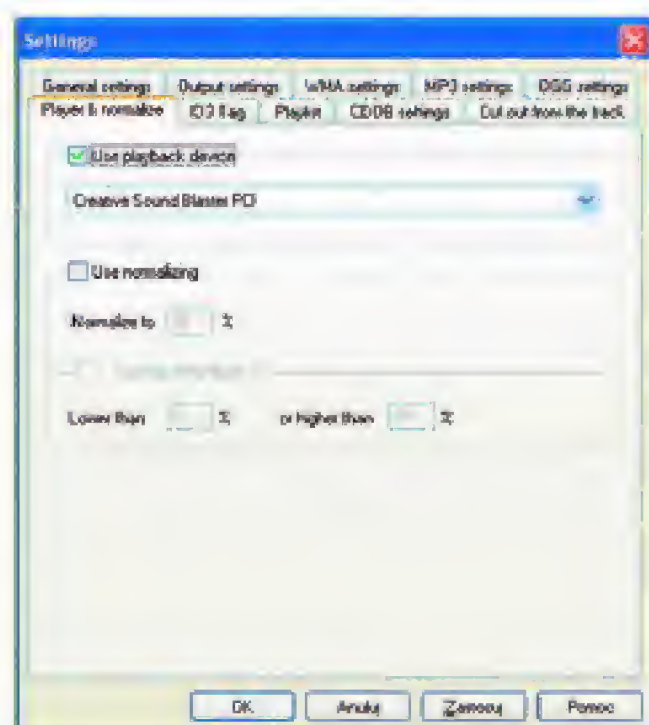 Settings
General settings Output settings WMA settings MP3 settings OGG settings
Player & normalize ID3 Tag Playlist CDDB settings Cut out from the track
Use playback device
Creative Sound Blaster PCI
Use normalizing
Normalize to %
Lower than % or higher than %
OK Anuluj Zastosuj Pomoc